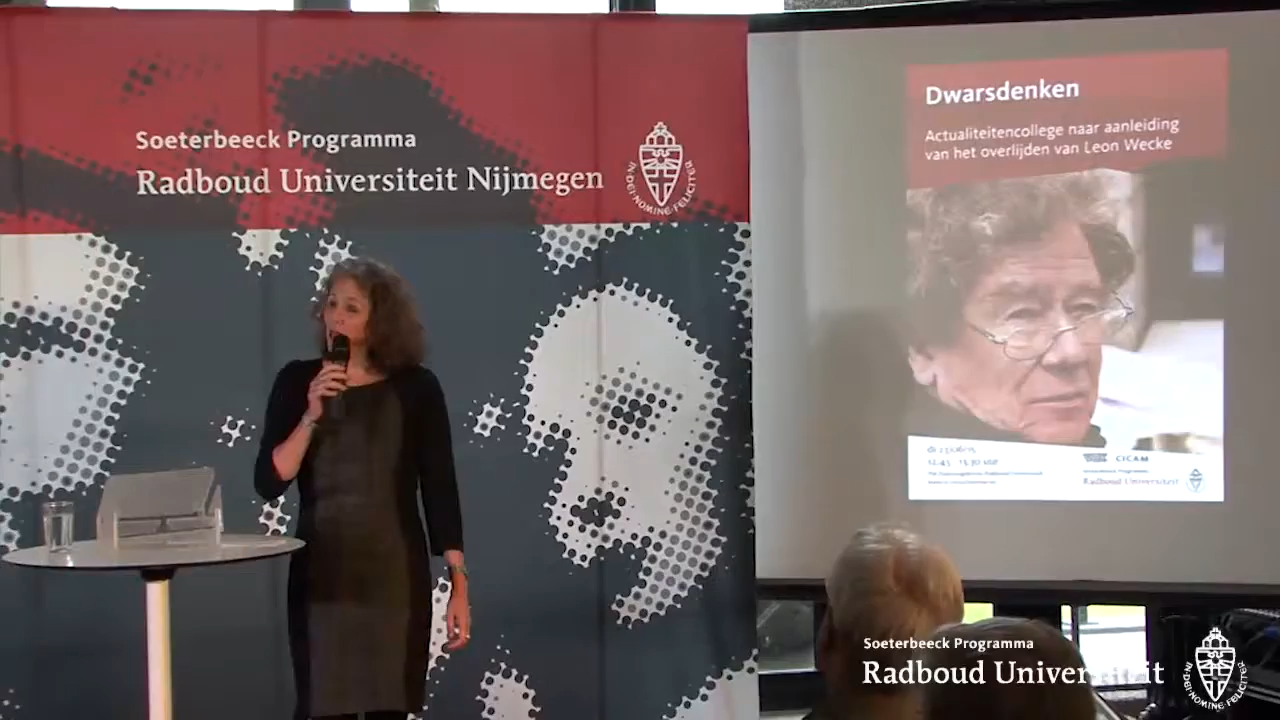 Soeterbeeck Programma
Radboud Universiteit Nijmegen
IN·DEI·NOMINE·FELICITER
Dwarsdenken
Actualiteitencollege naar aanleiding
van het overlijden van Leon Wecke
CICAM
Radboud Universiteit
Soeterbeeck Programma
Radboud Universiteit
IN·DEI·NOMINE·FELICITER